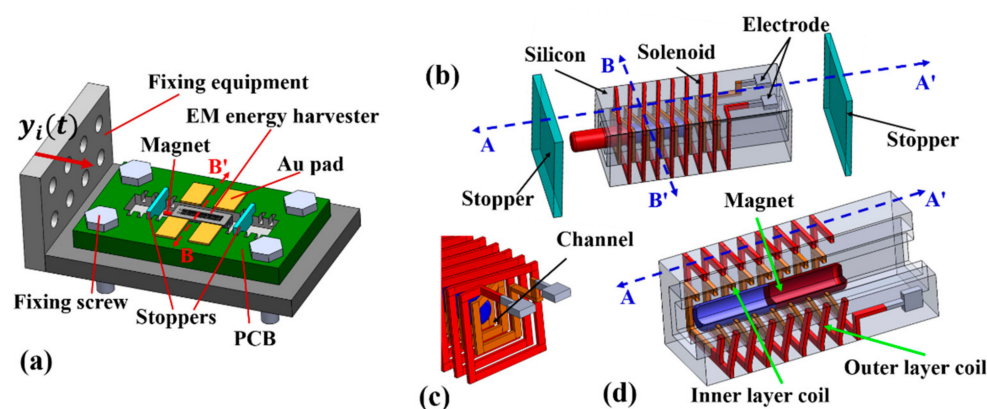 Fixing equipment
y_i(t)
EM energy harvester
Magnet
B'
Au pad
B
Fixing screw
Stoppers
PCB
(a)
(b)
Silicon
Solenoid
Electrode
B
A'
A
Stopper
B'
Stopper
(c)
Channel
Magnet
A'
A
Outer layer coil
Inner layer coil
(d)